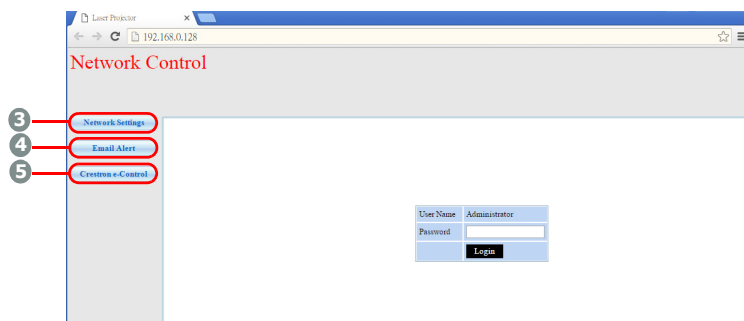 Laser Projector
192.168.0.128
Network Control
3 Network Settings
4 Email Alert
5 Crestron e-Control
User Name Administrator
Password
Login